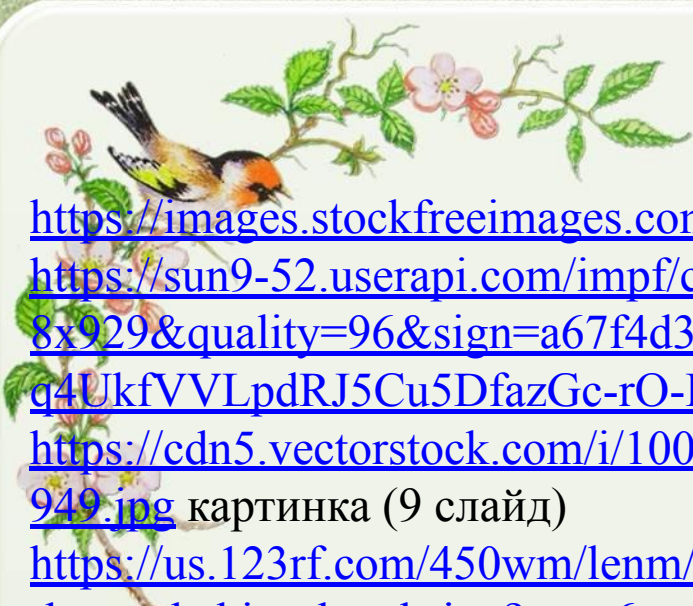 https://images.stockfreeimages.com
https://sun9-52.userapi.com/impf/c
8x929&quality=96&sign=a67f4d3
q4UkfVVLpdRJ5Cu5DfazGc-rO-
https://cdn5.vectorstock.com/i/100
949.jpg картинка (9 слайд)
https://us.123rf.com/450wm/lenm/